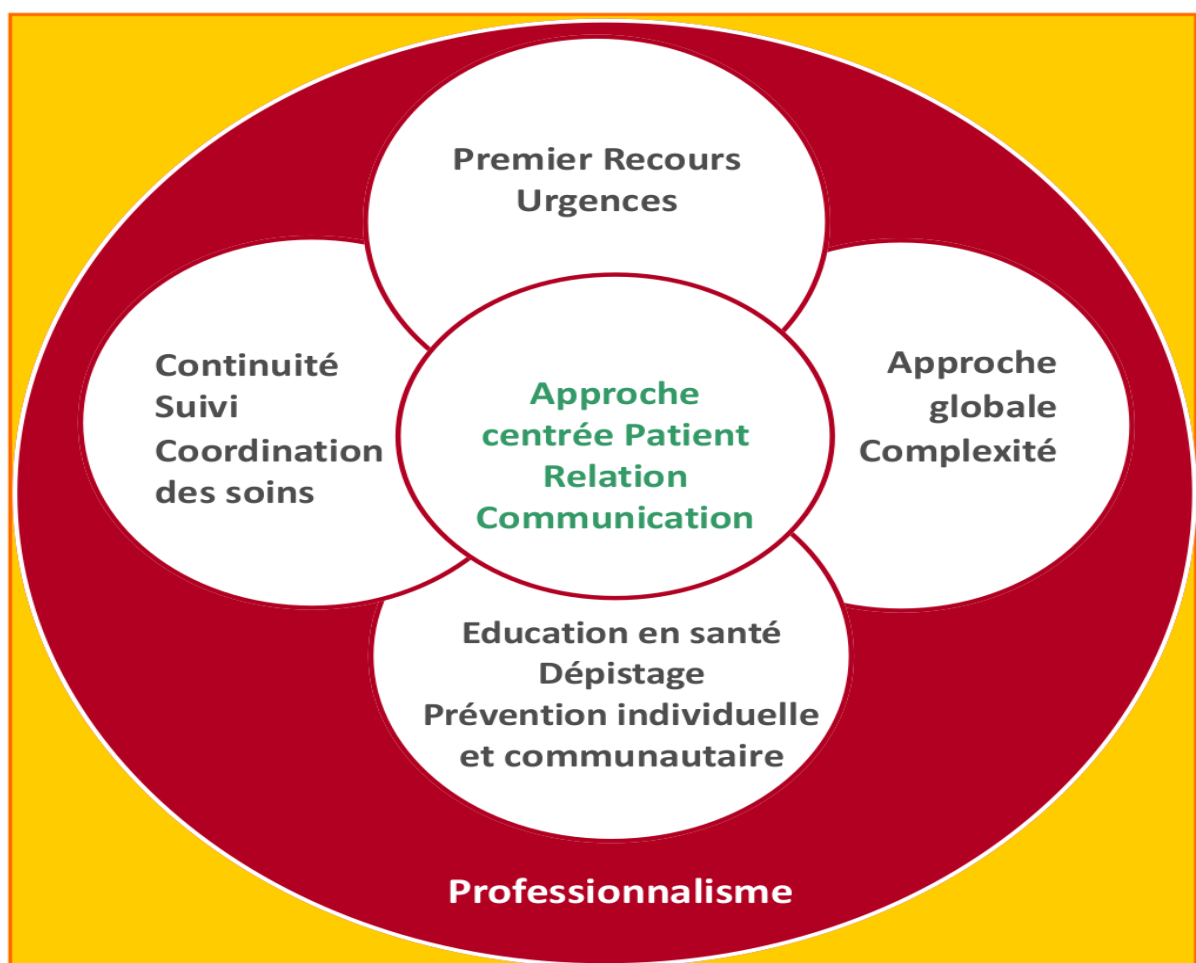 Premier Recours
Urgences
Continuité
Suivi
Coordination
des soins
Approche
centrée Patient
Relation
Communication
Approche
globale
Complexité
Education en santé
Dépistage
Prévention individuelle
et communautaire
Professionnalisme